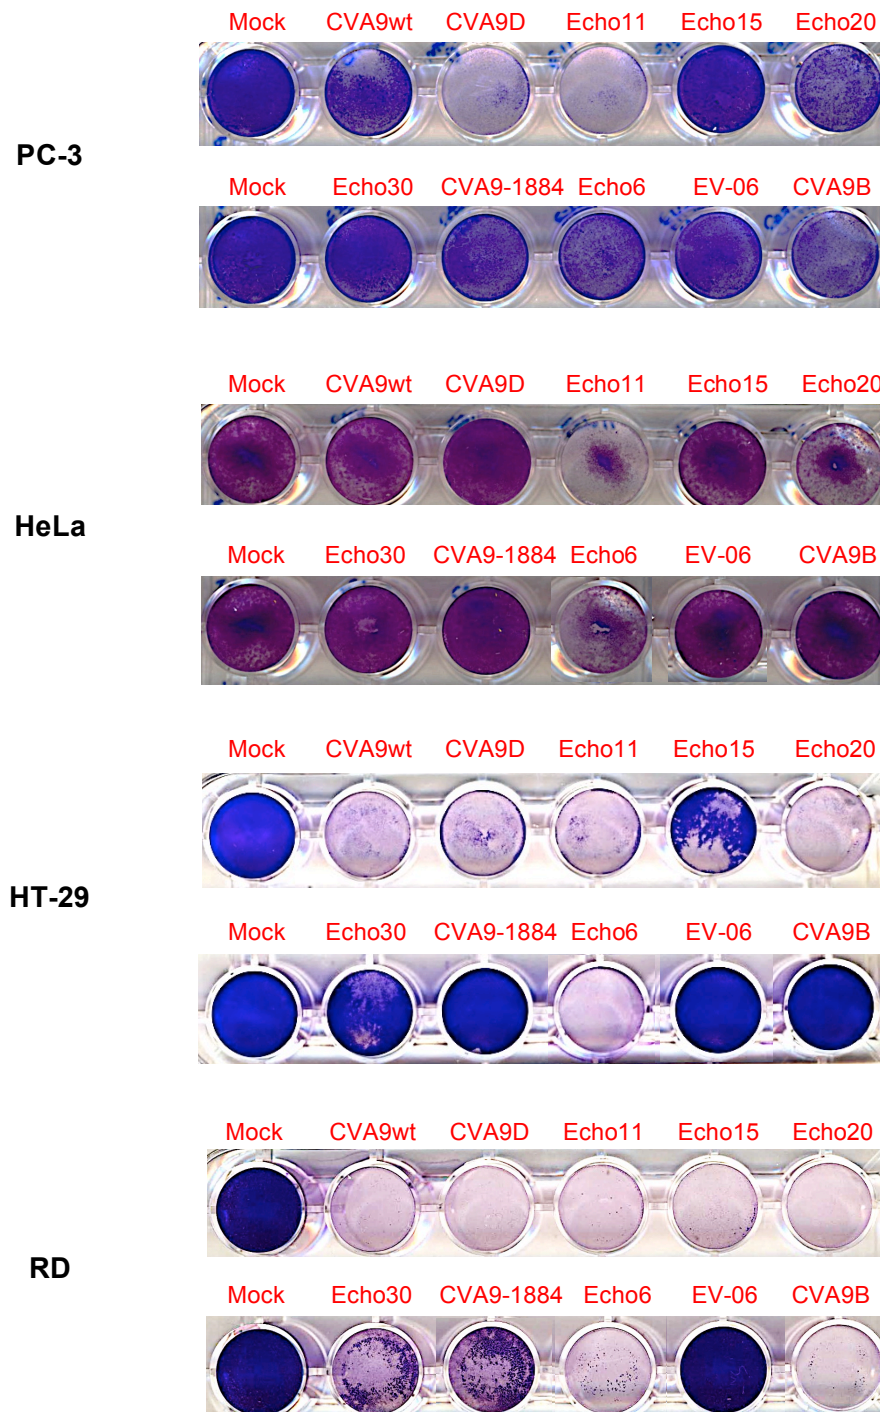 Mock CVA9wt CVA9D Echo11 Echo15 Echo20
PC-3
Mock Echo30 CVA9-1884 Echo6 EV-06 CVA9B
Mock CVA9wt CVA9D Echo11 Echo15 Echo20
HeLa
Mock Echo30 CVA9-1884 Echo6 EV-06 CVA9B
Mock CVA9wt CVA9D Echo11 Echo15 Echo20
HT-29
Mock Echo30 CVA9-1884 Echo6 EV-06 CVA9B
Mock CVA9wt CVA9D Echo11 Echo15 Echo20
RD
Mock Echo30 CVA9-1884 Echo6 EV-06 CVA9B